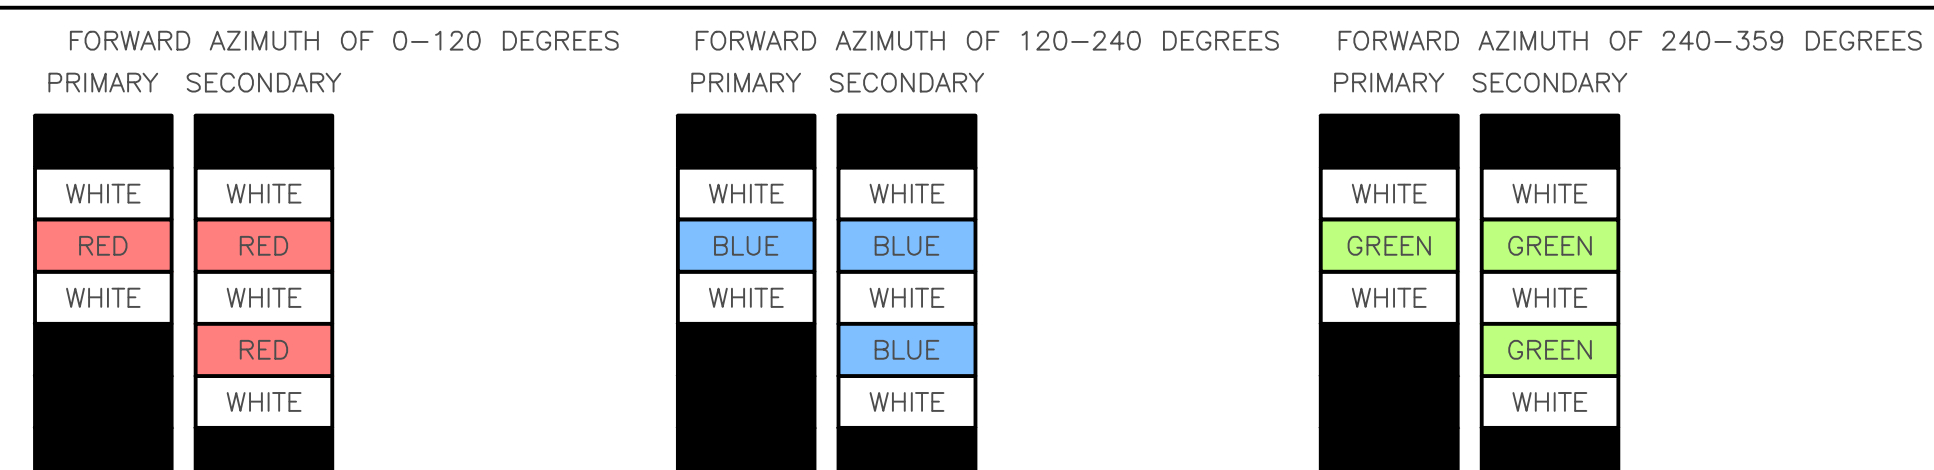 FORWARD AZIMUTH OF 0-120 DEGREES
PRIMARY SECONDARY
WHITE WHITE
RED RED
WHITE WHITE
RED
WHITE
FORWARD AZIMUTH OF 120-240 DEGREES
PRIMARY SECONDARY
WHITE WHITE
BLUE BLUE
WHITE WHITE
BLUE
WHITE
FORWARD AZIMUTH OF 240-359 DEGREES
PRIMARY SECONDARY
WHITE WHITE
GREEN GREEN
WHITE WHITE
GREEN
WHITE